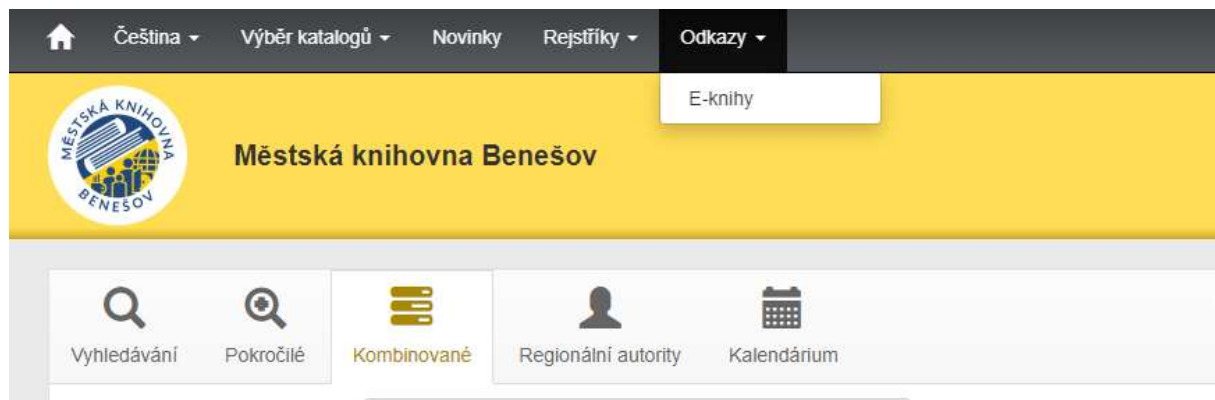 Čeština Výběr katalogů Novinky Rejstříky Odkazy
E-knihy
MĚSTSKÁ KNIHOVNA
BENEŠOV
Městská knihovna Benešov
Vyhledávání Pokročilé Kombinované Regionální autority Kalendárium